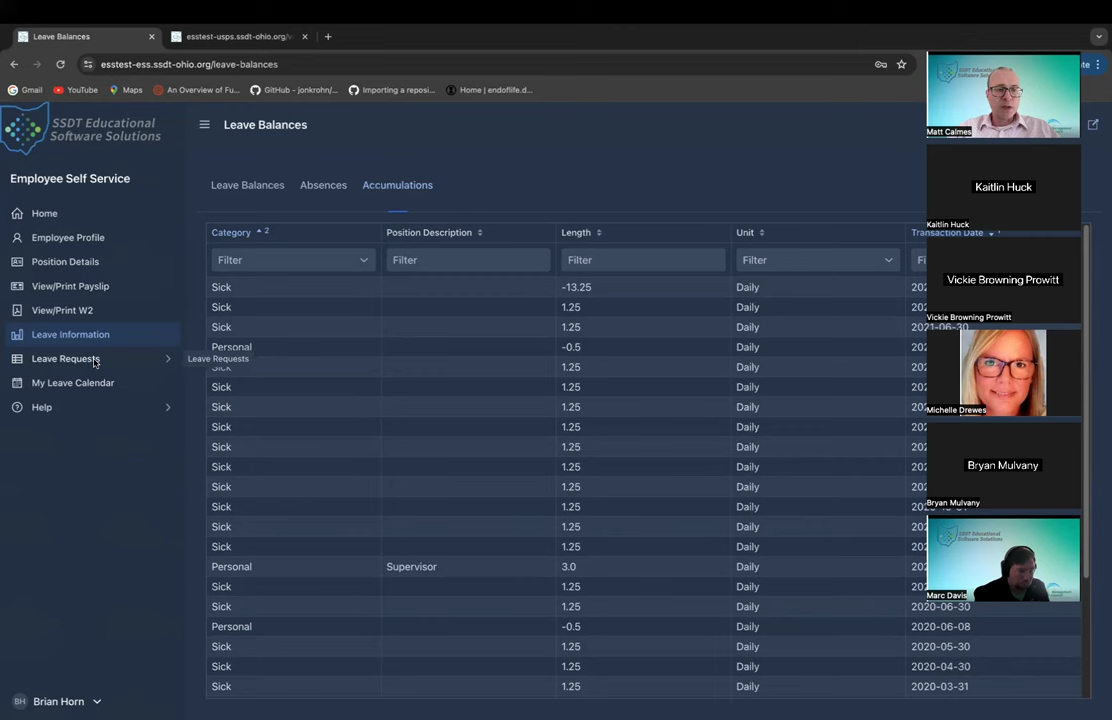 Leave Balances
esstest-usps.ssdt-ohio.org/
esstest-ess.ssdt-ohio.org/leave-balances
Gmail
YouTube
Maps
An Overview of Fu...
GitHub - jonkrohn/...
Importing a reposi...
Home | endoflife.d...
SSDT Educational
Software Solutions
Leave Balances
Employee Self Service
Home
Employee Profile
Position Details
View/Print Payslip
View/Print W2
Leave Information
Leave Requests
Leave Requests
My Leave Calendar
Help
Leave Balances Absences Accumulations
Category 2 Position Description Length Unit Transaction Date
Filter Filter Filter Filter
Sick -13.25 Daily
Sick 1.25 Daily
Sick 1.25 Daily 2021-06-30
Personal -0.5 Daily
Sick 1.25 Daily
Sick 1.25 Daily
Sick 1.25 Daily
Sick 1.25 Daily
Sick 1.25 Daily
Sick 1.25 Daily
Sick 1.25 Daily
Sick 1.25 Daily
Sick 1.25 Daily
Sick 1.25 Daily
Personal Supervisor 3.0 Daily
Sick 1.25 Daily
Sick 1.25 Daily 2020-06-30
Personal -0.5 Daily 2020-06-08
Sick 1.25 Daily 2020-05-30
Sick 1.25 Daily 2020-04-30
Sick 1.25 Daily 2020-03-31
BH Brian Horn
Matt Calmes
Kaitlin Huck
Kaitlin Huck
Vickie Browning Prowitt
Vickie Browning Prowitt
Michelle Drewes
Bryan Mulvany
Bryan Mulvany
Marc Davis